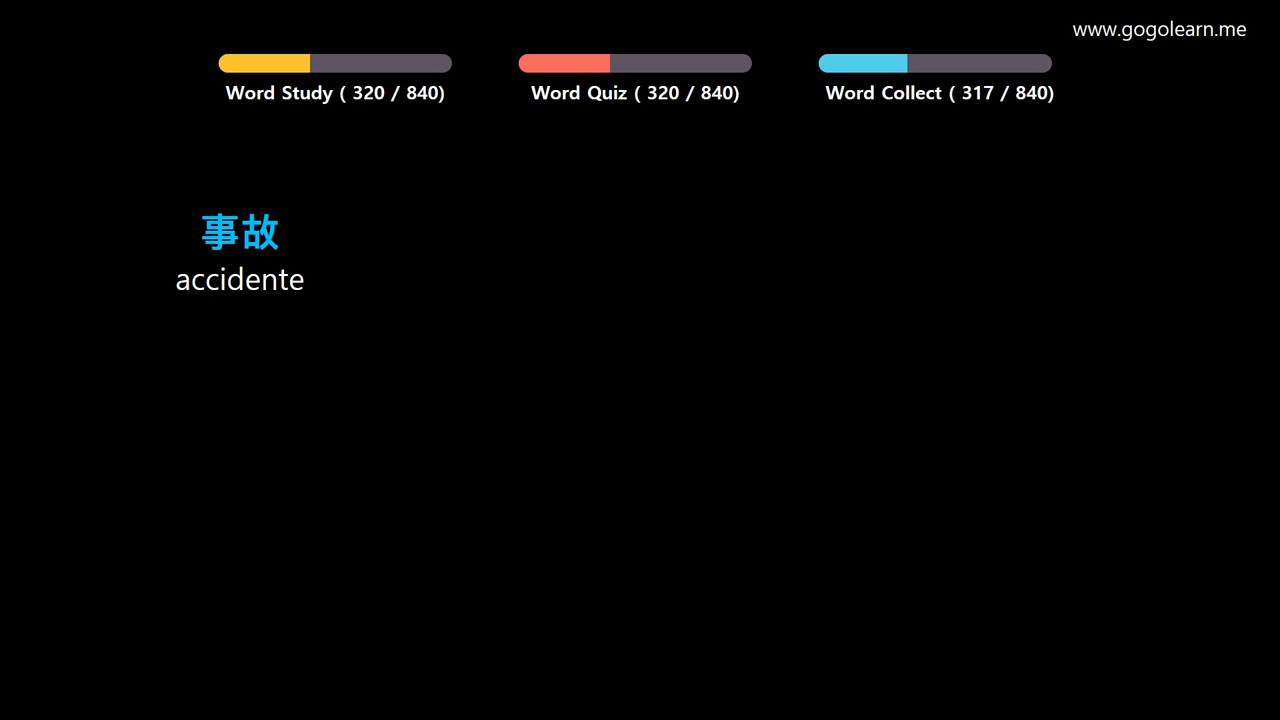 www.gogolearn.me
Word Study ( 320 / 840)
Word Quiz ( 320 / 840)
Word Collect ( 317 / 840)
事故
accidente